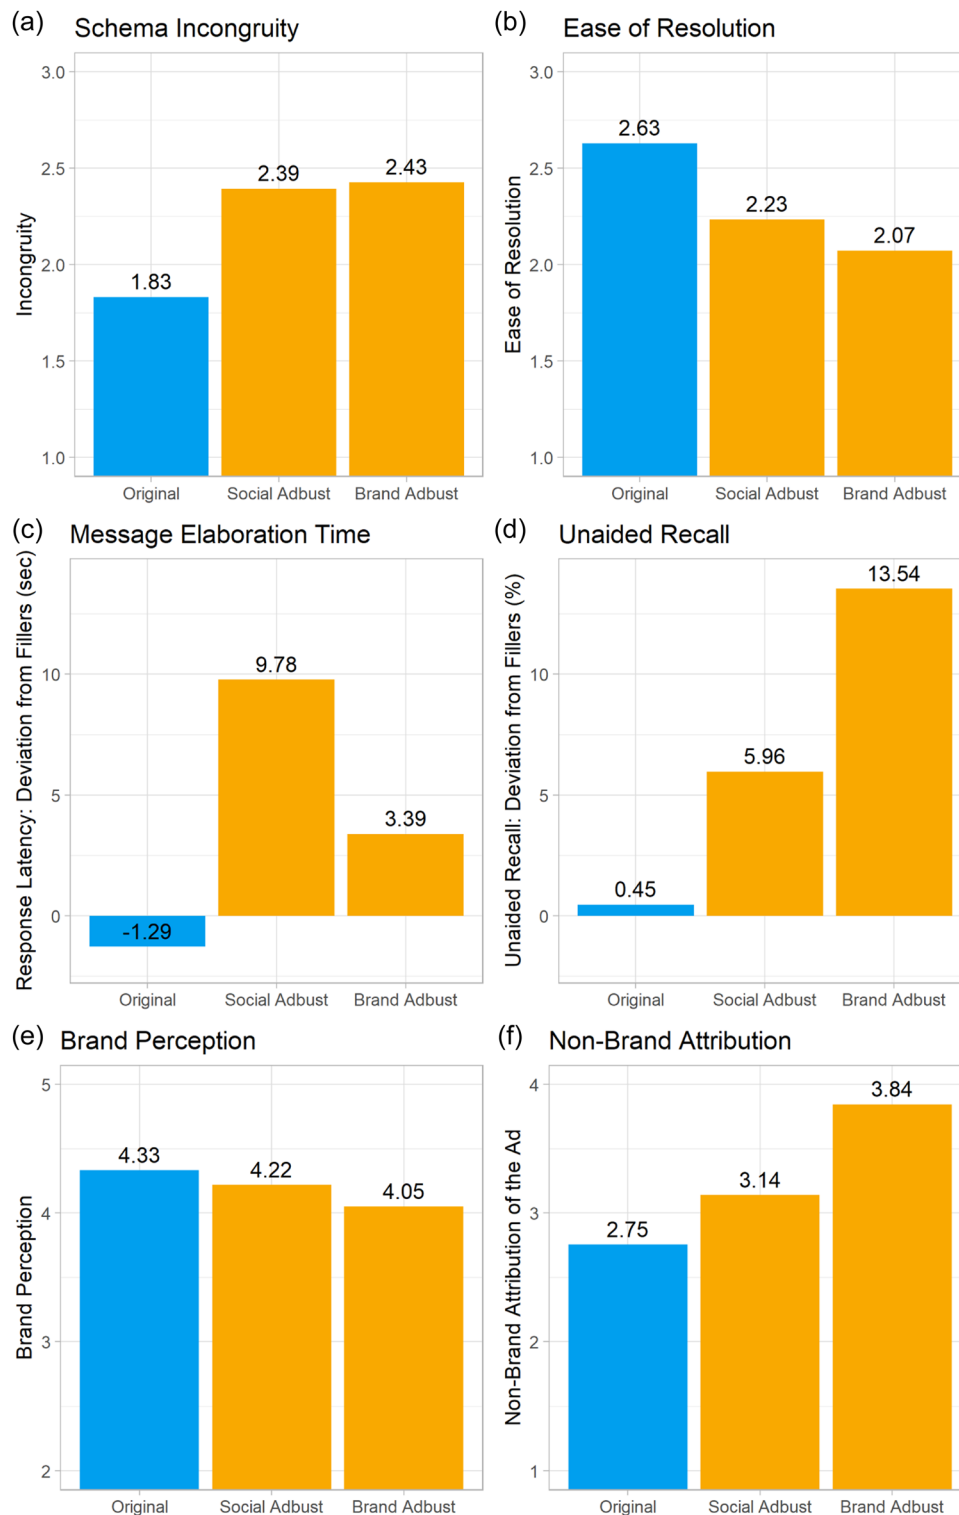 (a) Schema Incongruity
Incongruity
3.0
2.5
2.0
1.5
1.0
1.83
2.39
2.43
Original Social Adbust Brand Adbust
(b) Ease of Resolution
Ease of Resolution
3.0
2.5
2.0
1.5
1.0
2.63
2.23
2.07
Original Social Adbust Brand Adbust
(c) Message Elaboration Time
Response Latency: Deviation from Fillers (sec)
10
5
0
-1.29
9.78
3.39
Original Social Adbust Brand Adbust
(d) Unaided Recall
Unaided Recall: Deviation from Fillers (%)
10
5
0
0.45
5.96
13.54
Original Social Adbust Brand Adbust
(e) Brand Perception
Brand Perception
5
4
3
2
4.33
4.22
4.05
Original Social Adbust Brand Adbust
(f) Non-Brand Attribution
Non-Brand Attribution of the Ad
4
3
2
1
2.75
3.14
3.84
Original Social Adbust Brand Adbust